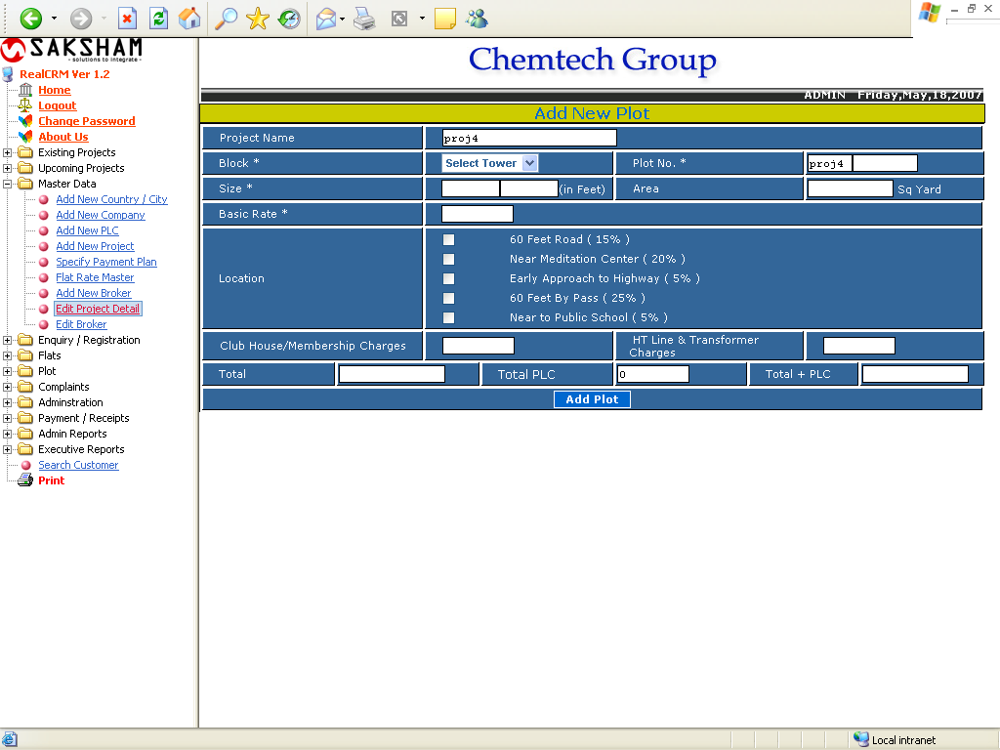 SAKSHAM
- solutions to integrate -
RealCRM Ver 1.2
Home
Logout
Change Password
About Us
Existing Projects
Upcoming Projects
Master Data
Add New Country / City
Add New Company
Add New PLC
Add New Project
Specify Payment Plan
Flat Rate Master
Add New Broker
Edit Project Detail
Edit Broker
Enquiry / Registration
Flats
Plot
Complaints
Adminstration
Payment / Receipts
Admin Reports
Executive Reports
Search Customer
Print
Chemtech Group
ADMIN Friday,May,18,2007
Add New Plot
Project Name proj4
Block * Select Tower Plot No. * proj4
Size * (in Feet) Area Sq Yard
Basic Rate *
Location
60 Feet Road ( 15% )
Near Meditation Center ( 20% )
Early Approach to Highway ( 5% )
60 Feet By Pass ( 25% )
Near to Public School ( 5% )
Club House/Membership Charges HT Line & Transformer
Charges
Total Total PLC 0 Total + PLC
Add Plot
Local intranet